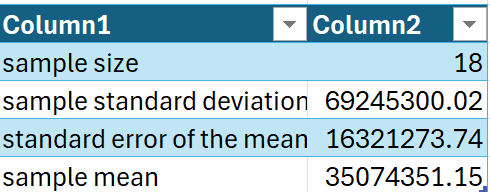 Column1 Column2
sample size 18
sample standard deviation 69245300.02
standard error of the mean 16321273.74
sample mean 35074351.15